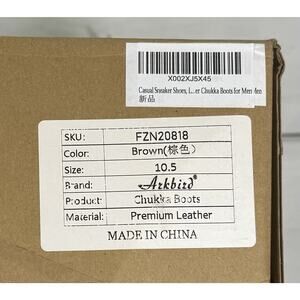 X002XJ5X45
Casual Sneaker Shoes, L...er Chukka Boots for Men
新品
SKU: FZN20818
Color: Brown(棕色)
Size: 10.5
Brand: Arkbird®
Product: Chukka Boots
Material: Premium Leather
MADE IN CHINA